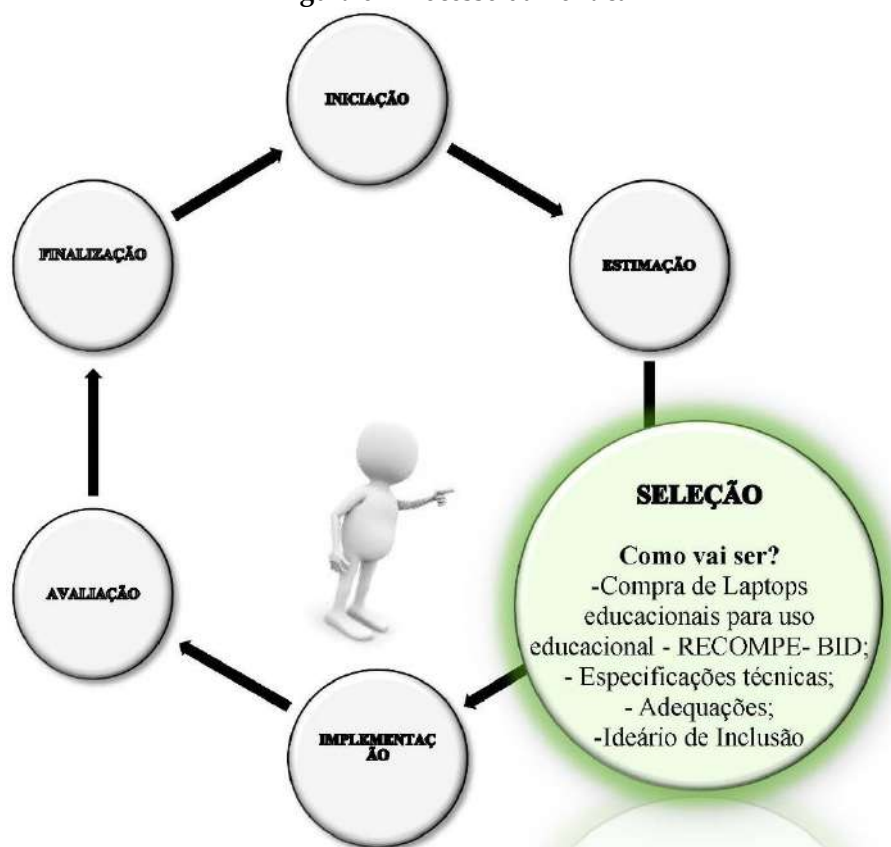 INICIAÇÃO
ESTIMAÇÃO
SELEÇÃO
Como vai ser?
-Compra de Laptops
educacionais para uso
educacional - RECOMPE- BID;
- Especificações técnicas;
- Adequações;
-Ideário de Inclusão
IMPLEMENTAÇ
ÃO
AVALIAÇÃO
FINALIZAÇÃO